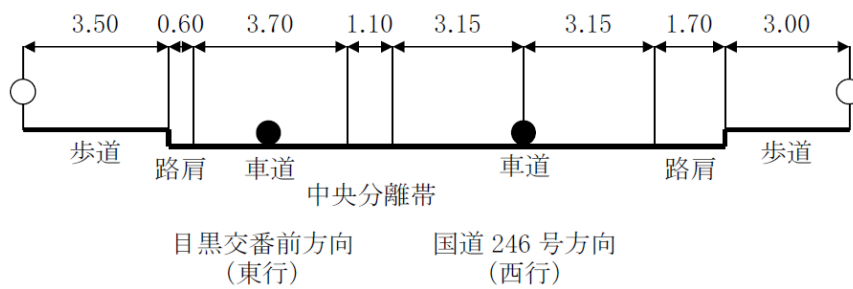 3.50 0.60 3.70 1.10 3.15 3.15 1.70 3.00
歩道 路肩 車道 中央分離帯 車道 路肩 歩道
目黒交番前方向 国道 246 号方向
(東行) (西行)